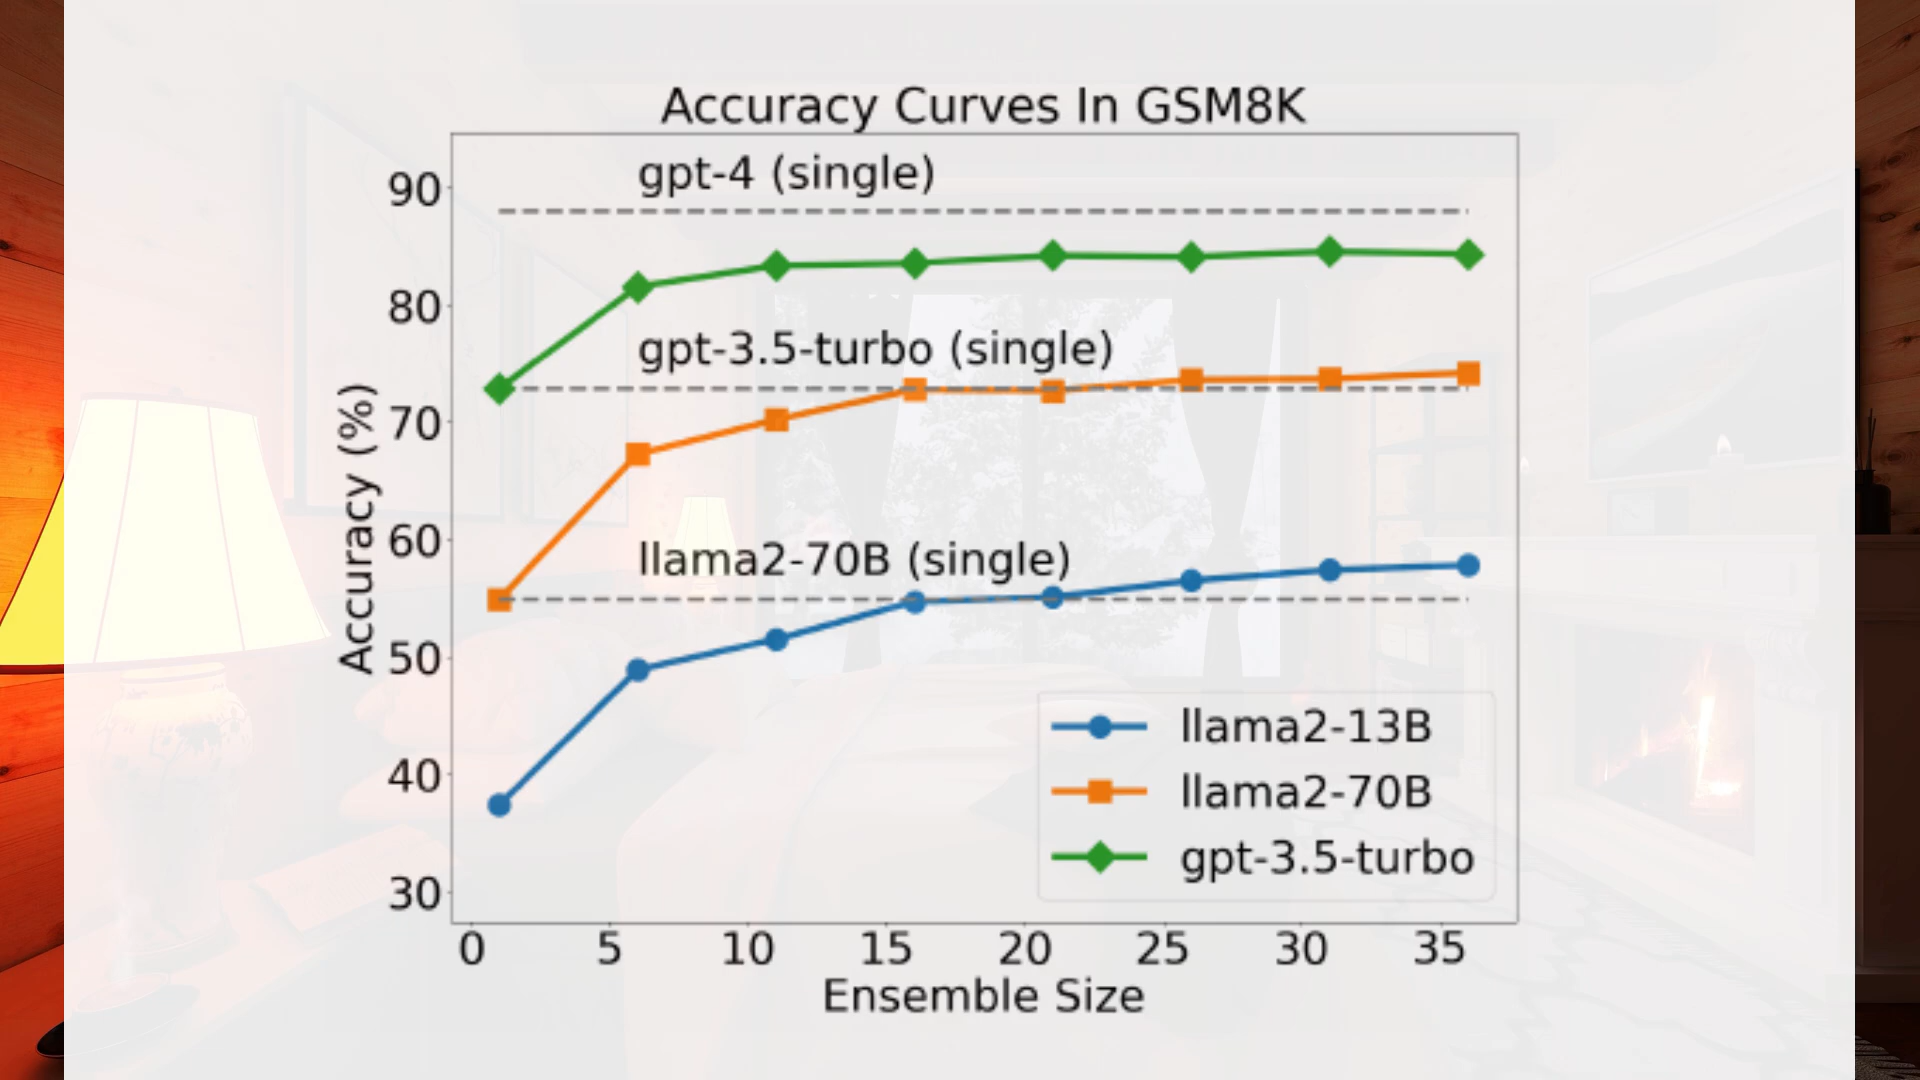 Accuracy Curves In GSM8K
gpt-4 (single)
gpt-3.5-turbo (single)
llama2-70B (single)
Accuracy (%)
90
80
70
60
50
40
30
llama2-13B
llama2-70B
gpt-3.5-turbo
0 5 10 15 20 25 30 35
Ensemble Size